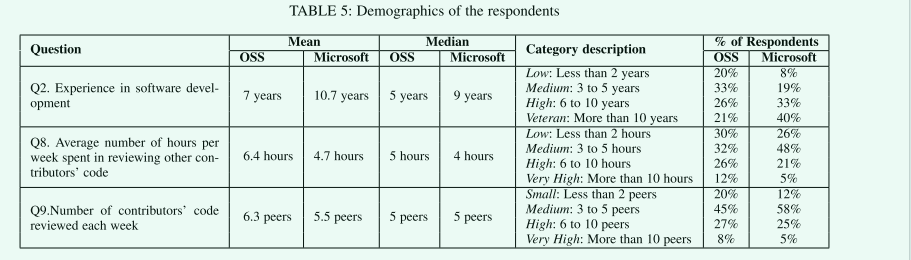 TABLE 5: Demographics of the respondents
Question Mean Median Category description % of Respondents
OSS Microsoft OSS Microsoft OSS Microsoft
Q2. Experience in software devel-
opment
7 years 10.7 years 5 years 9 years
Low: Less than 2 years 20% 8%
Medium: 3 to 5 years 33% 19%
High: 6 to 10 years 26% 33%
Veteran: More than 10 years 21% 40%
Q8. Average number of hours per
week spent in reviewing other con-
tributors' code
6.4 hours 4.7 hours 5 hours 4 hours
Low: Less than 2 hours 30% 26%
Medium: 3 to 5 hours 32% 48%
High: 6 to 10 hours 26% 21%
Very High: More than 10 hours 12% 5%
Q9.Number of contributors' code
reviewed each week
6.3 peers 5.5 peers 5 peers 5 peers
Small: Less than 2 peers 20% 12%
Medium: 3 to 5 peers 45% 58%
High: 6 to 10 peers 27% 25%
Very High: More than 10 peers 8% 5%